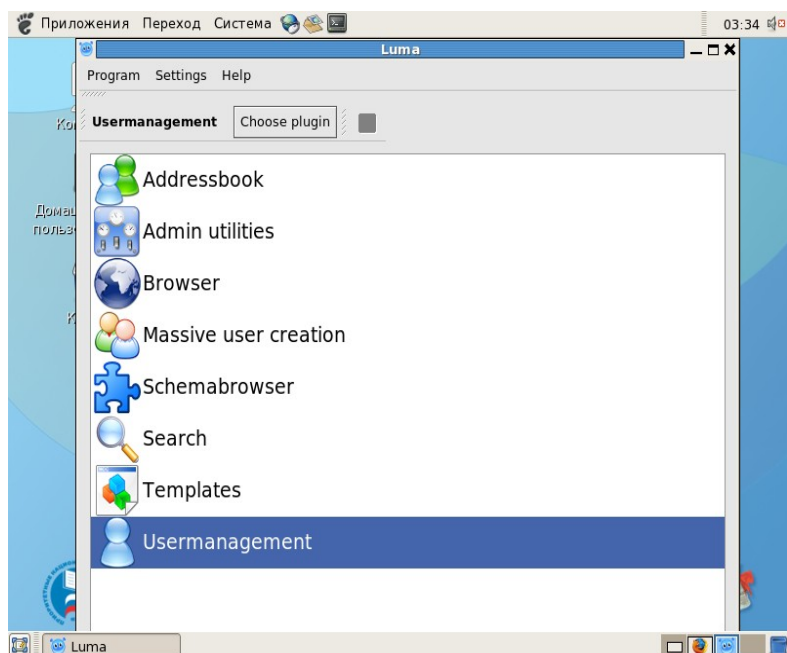 Приложения Переход Система 03:34
Luma
Program Settings Help
Usermanagement Choose plugin
Addressbook
Admin utilities
Browser
Massive user creation
Schemabrowser
Search
Templates
Usermanagement
Luma